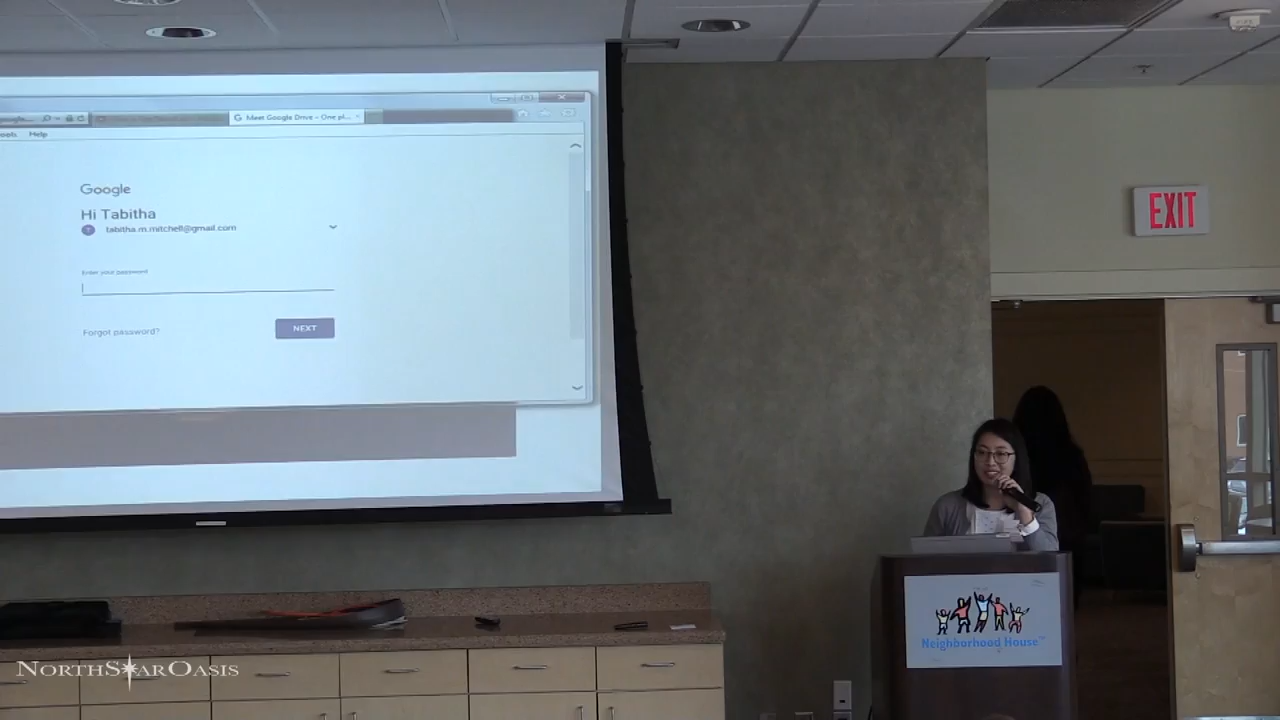 Meet Google Drive – One pl...
Help
Google
Hi Tabitha
tabitha.m.mitchell@gmail.com
Enter your password
Forgot password?
NEXT
EXIT
Neighborhood House™
NORTHSTAROASIS